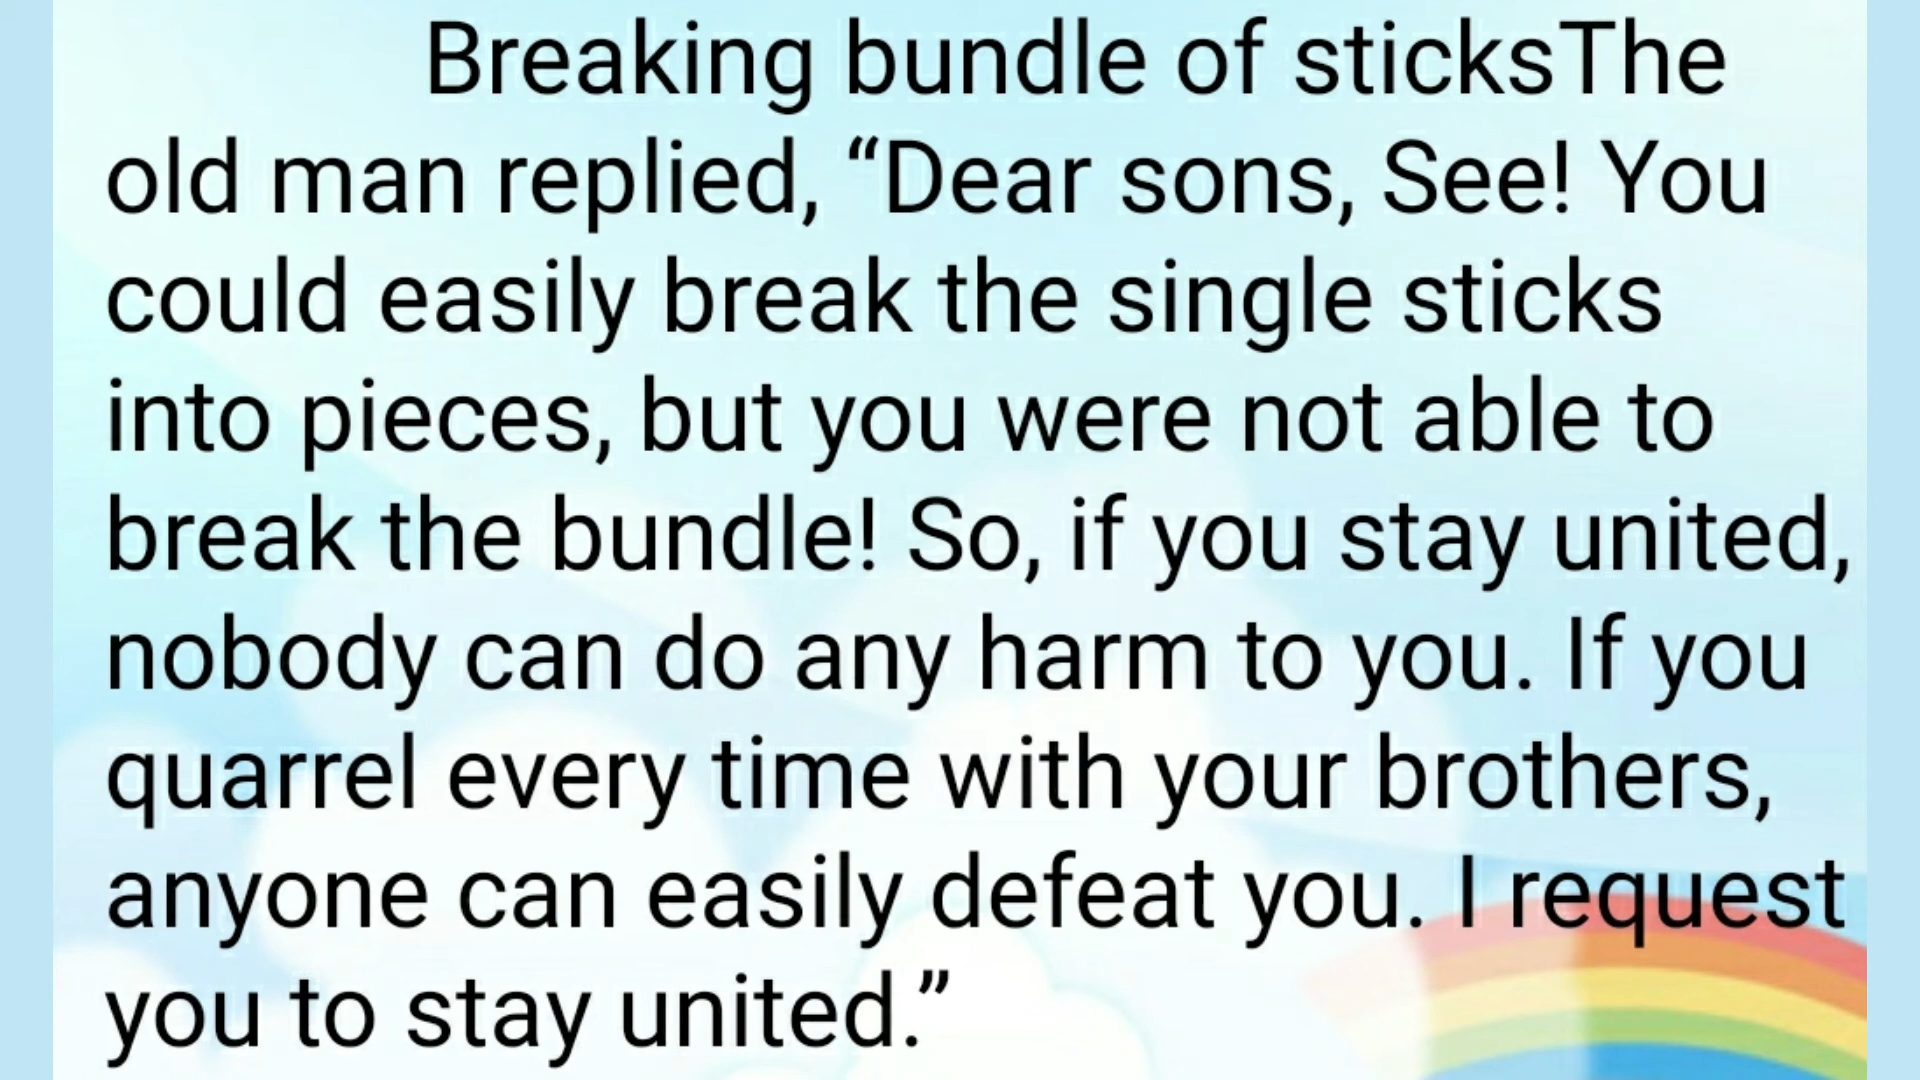 Breaking bundle of sticksThe
old man replied, “Dear sons, See! You
could easily break the single sticks
into pieces, but you were not able to
break the bundle! So, if you stay united,
nobody can do any harm to you. If you
quarrel every time with your brothers,
anyone can easily defeat you. I request
you to stay united.”